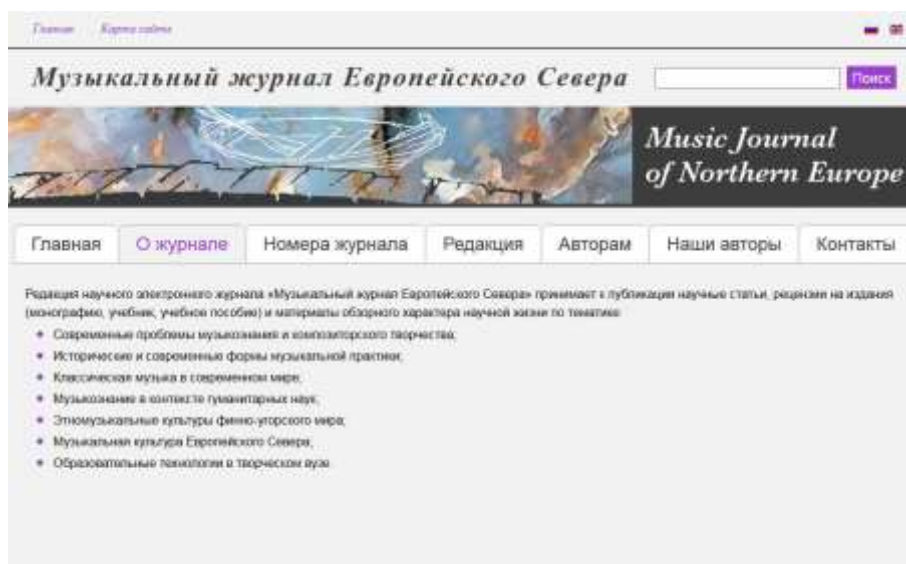 Главная Карта сайта
Музыкальный журнал Европейского Севера
Поиск
Music Journal
of Northern Europe
Главная О журнале Номера журнала Редакция Авторам Наши авторы Контакты
Редакция научного электронного журнала «Музыкальный журнал Европейского Севера» принимает к публикации научные статьи, рецензии на издания
(монографию, учебник, учебное пособие) и материалы обзорного характера научной жизни по тематике:
Современные проблемы музыкознания и композиторского творчества;
Исторические и современные формы музыкальной практики;
Классическая музыка в современном мире;
Музыкознание в контексте гуманитарных наук;
Этномузыкальные культуры финно-угорского мира;
Музыкальная культура Европейского Севера;
Образовательные технологии в творческом вузе.